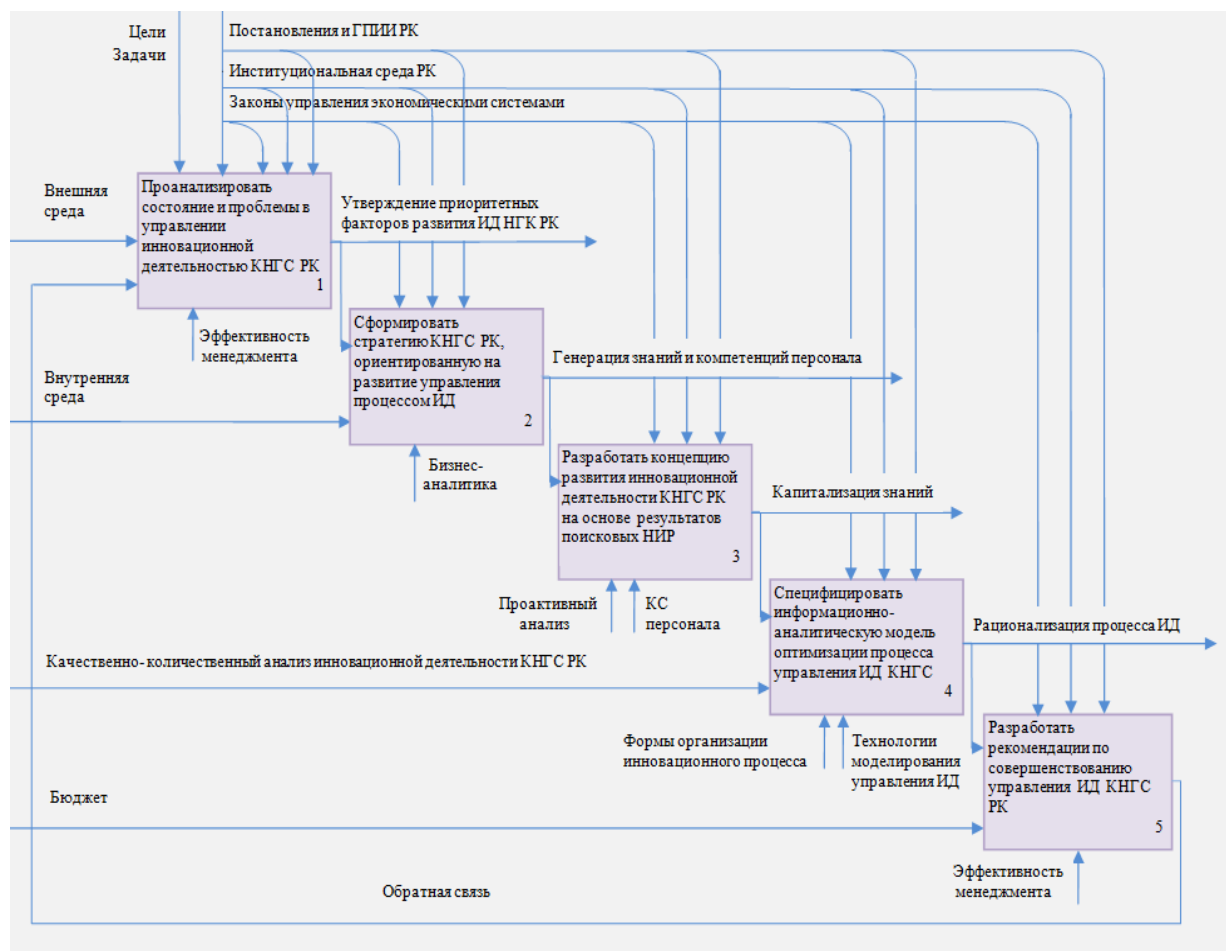 Цели
Задачи
Постановления и ГПИИ РК
Институциональная среда РК
Законы управления экономическими системами
Внешняя
среда
Проанализировать
состояние и проблемы в
управлении
инновационной
деятельностью КНГС РК
1
Утверждение приоритетных
факторов развития ИД НГК РК
Эффективность
менеджмента
Внутренняя
среда
Сформировать
стратегию КНГС РК,
ориентированную на
развитие управления
процессом ИД
2
Генерация знаний и компетенций персонала
Бизнес-
аналитика
Разработать концепцию
развития инновационной
деятельности КНГС РК
на основе результатов
поисковых НИР
3
Капитализация знаний
Проактивный
анализ
КС
персонала
Качественно- количественный анализ инновационной деятельности КНГС РК
Специфицировать
информационно-
аналитическую модель
оптимизации процесса
управления ИД КНГС
4
Рационализация процесса ИД
Формы организации
инновационного процесса
Технологии
моделирования
управления ИД
Бюджет
Разработать
рекомендации по
совершенствованию
управления ИД КНГС
РК
5
Эффективность
менеджмента
Обратная связь